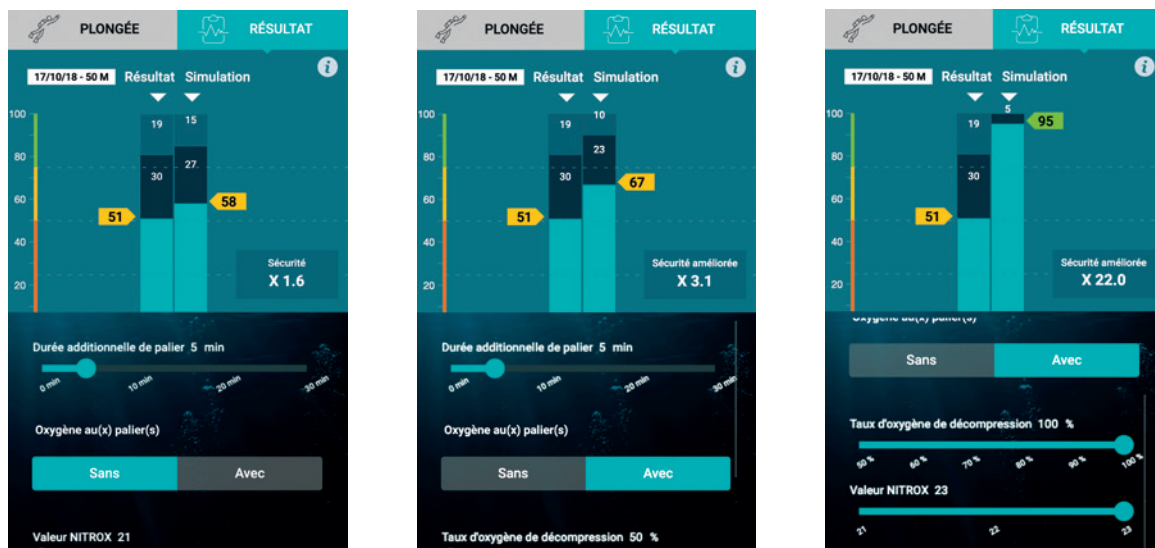 PLONGÉE RÉSULTAT
17/10/18 - 50 M Résultat Simulation i
100
80
60
40
20
19 15
30 27
51 58
Sécurité
X 1.6
Durée additionnelle de palier 5 min
0 min 10 min 20 min 30 min
Oxygène au(x) palier(s)
Sans Avec
Valeur NITROX 21
PLONGÉE RÉSULTAT
17/10/18 - 50 M Résultat Simulation i
100
80
60
40
20
19 10
30 23
51 67
Sécurité améliorée
X 3.1
Durée additionnelle de palier 5 min
0 min 10 min 20 min 30 min
Oxygène au(x) palier(s)
Sans Avec
Taux d'oxygène de décompression 50 %
PLONGÉE RÉSULTAT
17/10/18 - 50 M Résultat Simulation i
100
80
60
40
20
19 5
30
51 95
Sécurité améliorée
X 22.0
Oxygène au(x) palier(s)
Sans Avec
Taux d'oxygène de décompression 100 %
50 % 60 % 70 % 80 % 90 % 100 %
Valeur NITROX 23
21 22 23